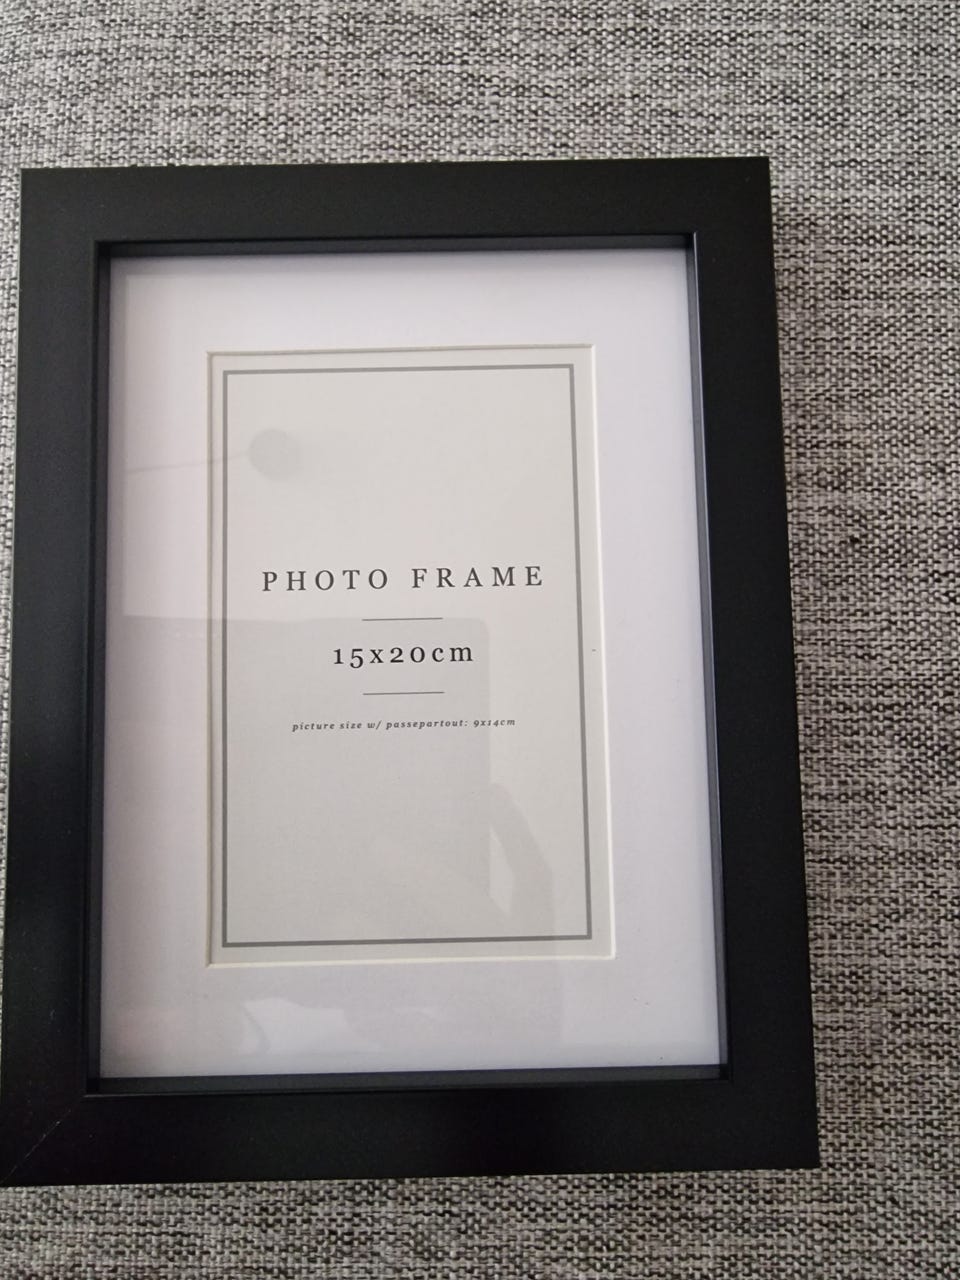 PHOTO FRAME
15x20cm
picture size w/ passepartout: 9x14cm